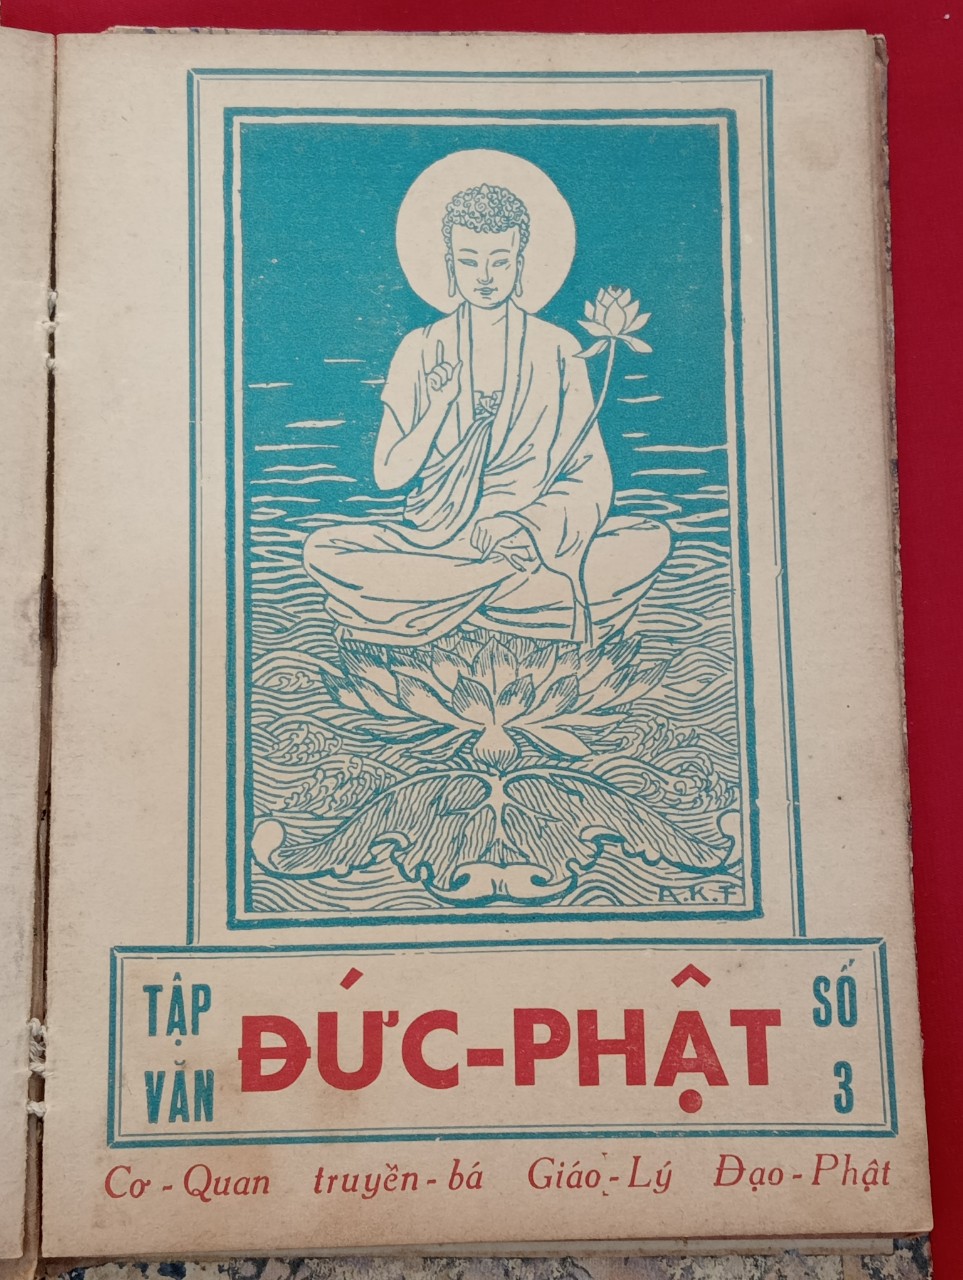 A.K.F
TẬP VĂN
ĐỨC-PHẬT
SỐ 3
Cơ-Quan truyền-bá Giáo-Lý Đạo-Phật